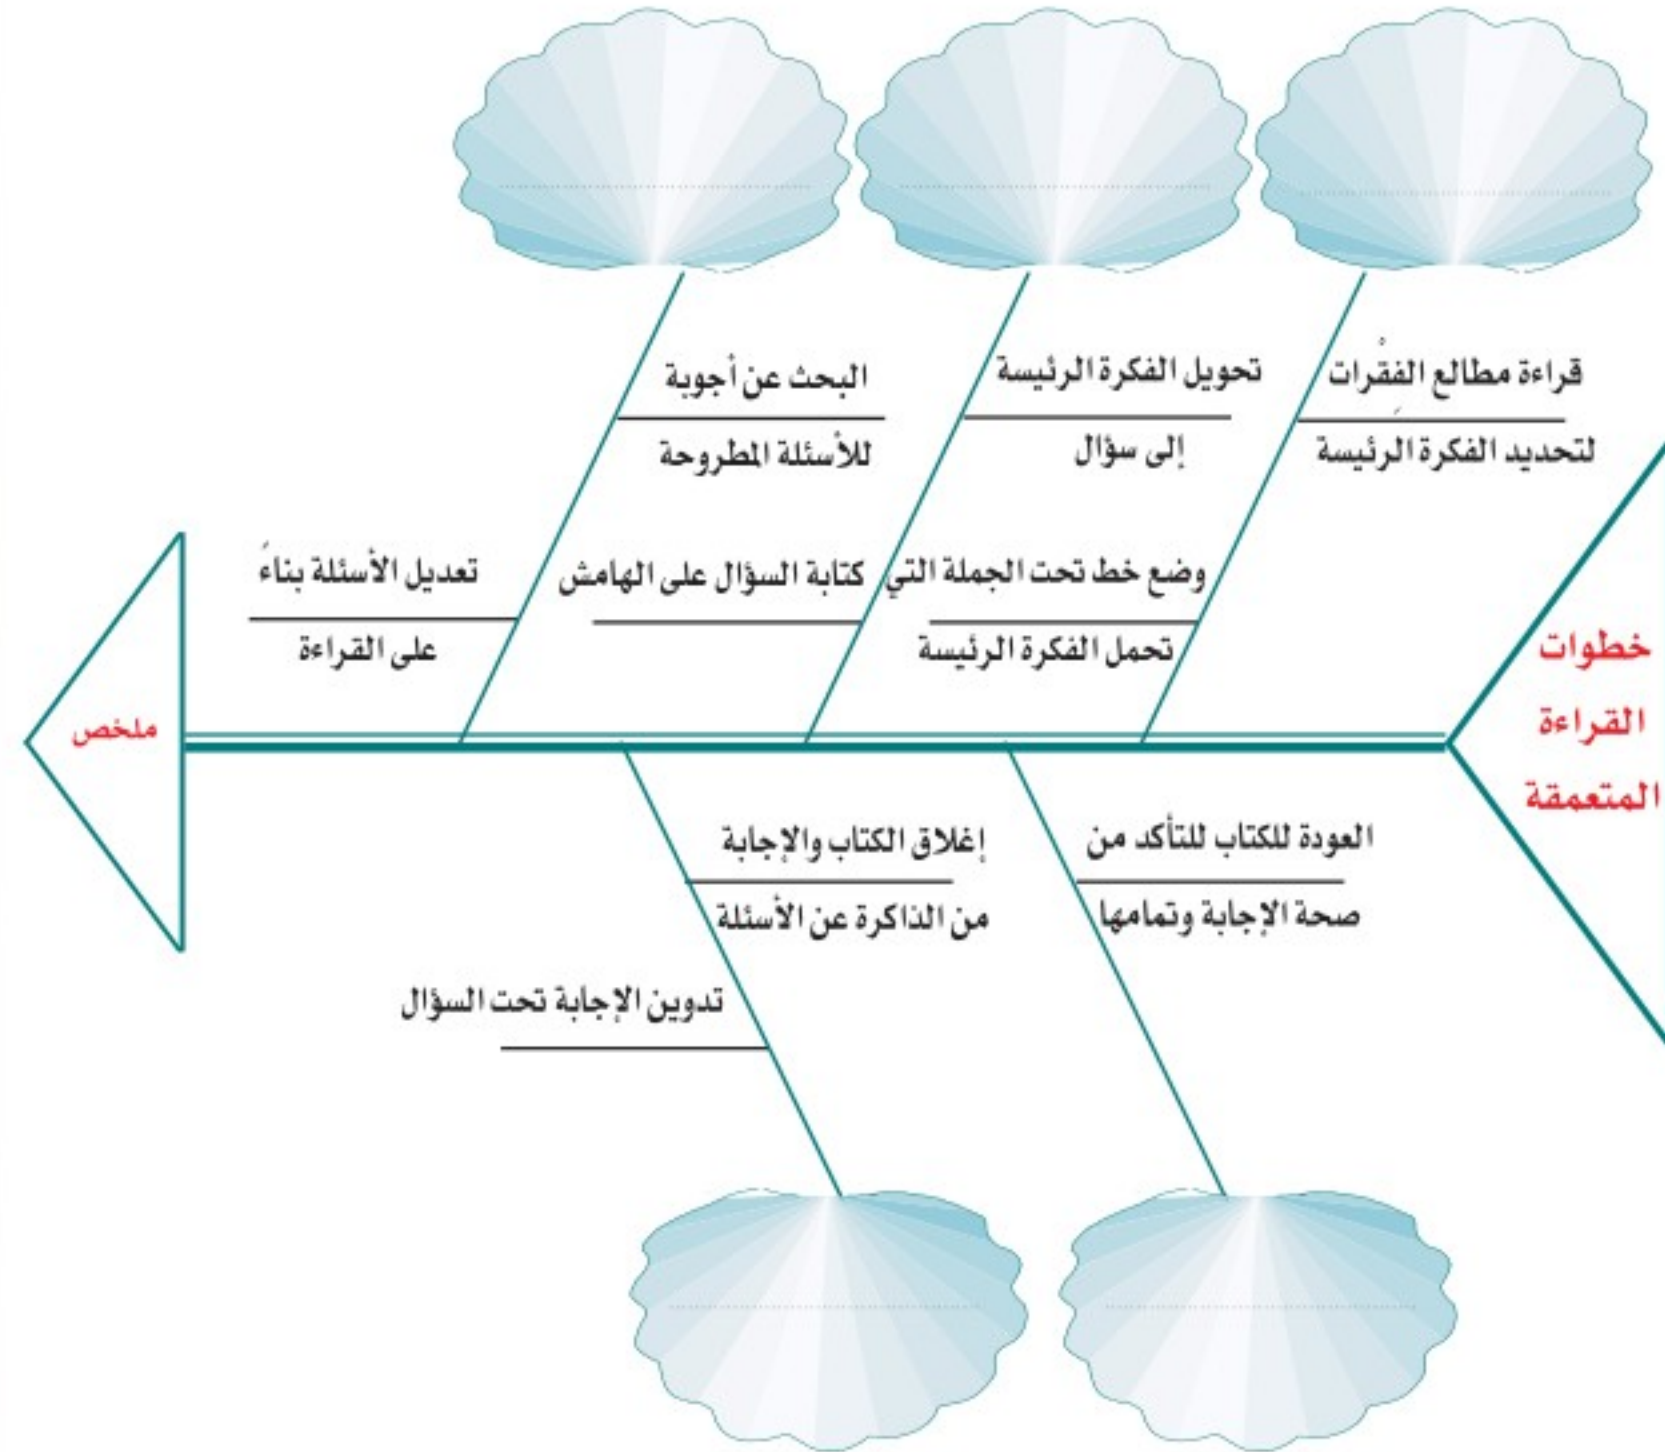 خطوات
القراءة
المتعمقة
قراءة مطالع الفقْرات
لتحديد الفكرة الرئيسة
وضع خط تحت الجملة التي
تحمل الفكرة الرئيسة
تحويل الفكرة الرئيسة
إلى سؤال
كتابة السؤال على الهامش
البحث عن أجوبة
للأسئلة المطروحة
تعديل الأسئلة بناءً
على القراءة
العودة للكتاب للتأكد من
صحة الإجابة وتمامها
إغلاق الكتاب والإجابة
من الذاكرة عن الأسئلة
تدوين الإجابة تحت السؤال
ملخص